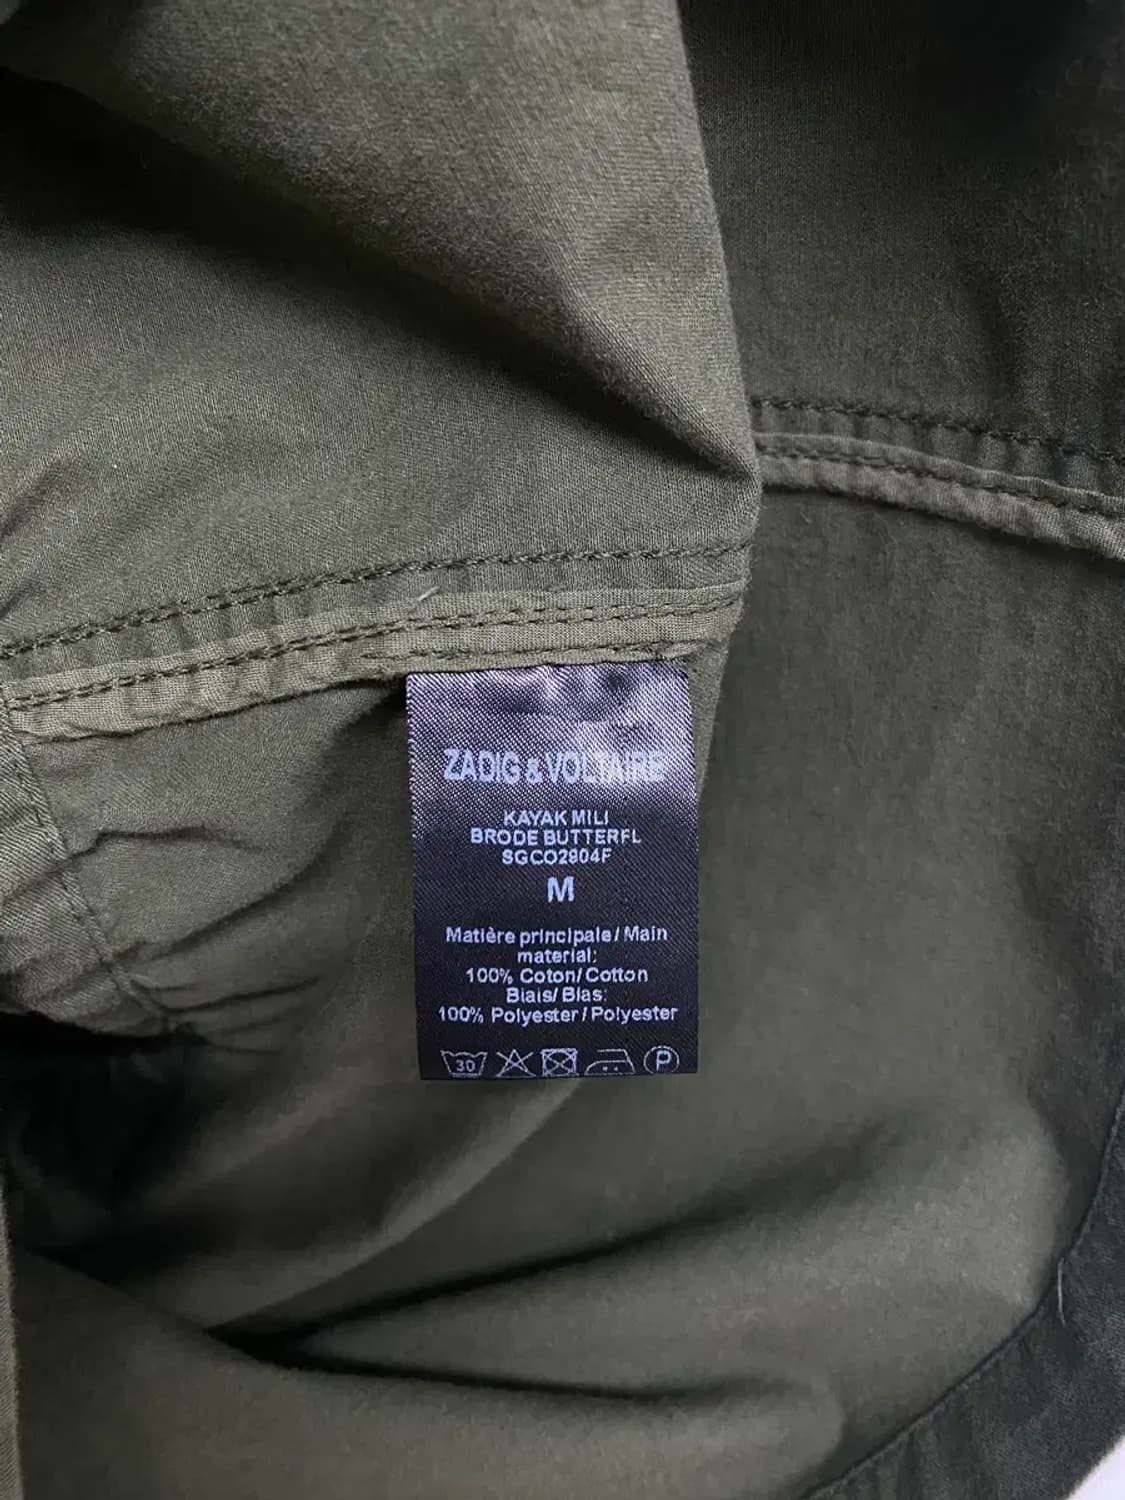 ZADIG & VOLTAIRE
KAYAK MILI
BRODE BUTTERFL
SGCO2804F
M
Matière principale / Main
material:
100% Coton / Cotton
Biais / Bias:
100% Polyester / Polyester
30
P